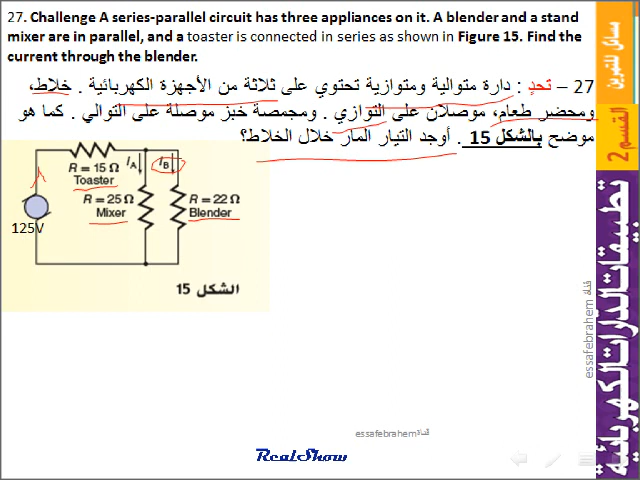 27. Challenge A series-parallel circuit has three appliances on it. A blender and a stand
mixer are in parallel, and a toaster is connected in series as shown in Figure 15. Find the
current through the blender.
27 – تحدٍ : دارة متوالية ومتوازية تحتوي على ثلاثة من الأجهزة الكهربائية . خلاط،
ومحضر طعام، موصلان على التوازي . ومحمصة خبز موصلة على التوالي . كما هو
موضح بالشكل 15 . أوجد التيار المار خلال الخلاط؟
R = 15 Ω
Toaster
I_A
I_B
R = 25 Ω
Mixer
R = 22 Ω
Blender
125V
الشكل 15
مسائل للتمرين
القسم 2
تطبيقات الدارات الكهربائية
قناة essafebrahem
قناة essafebrahem
RealShow